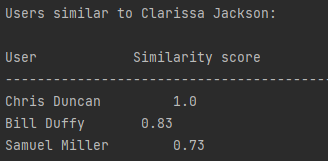 Users similar to Clarissa Jackson:
User Similarity score
-----------------------------------------
Chris Duncan 1.0
Bill Duffy 0.83
Samuel Miller 0.73